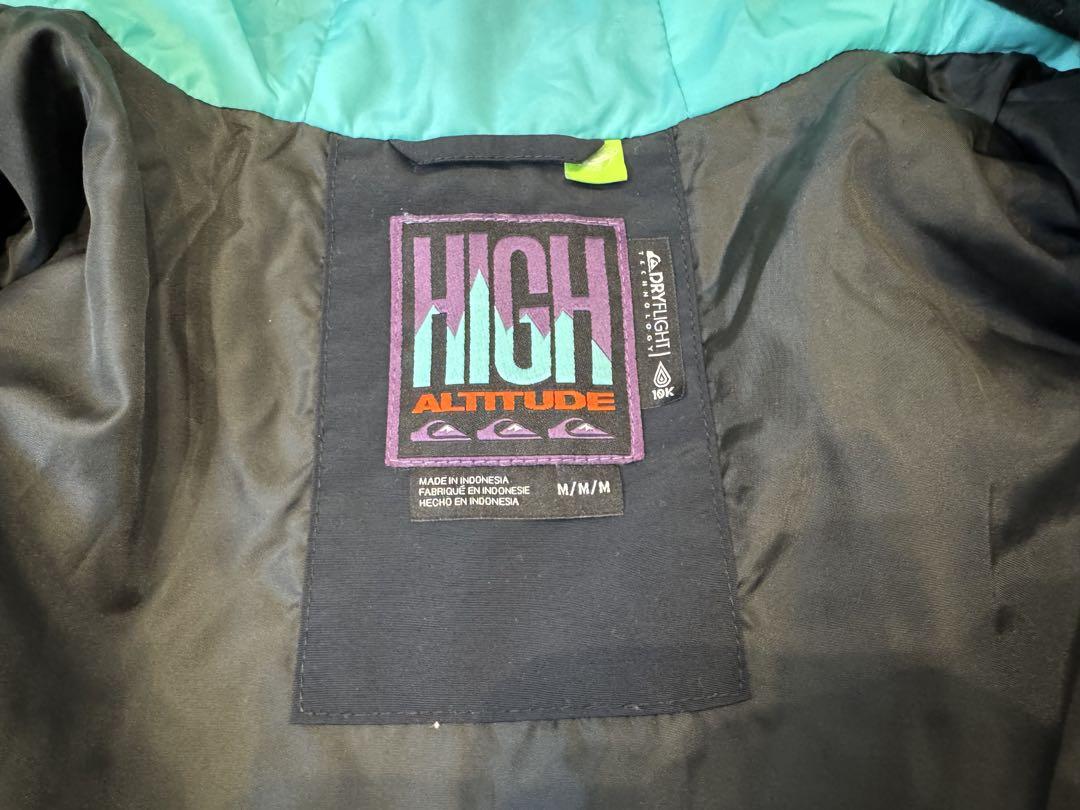 HIGH
ALTITUDE
DRYFLIGHT
TECHNOLOGY
10K
MADE IN INDONESIA
FABRIQUÉ EN INDONESIE
HECHO EN INDONESIA
M/M/M